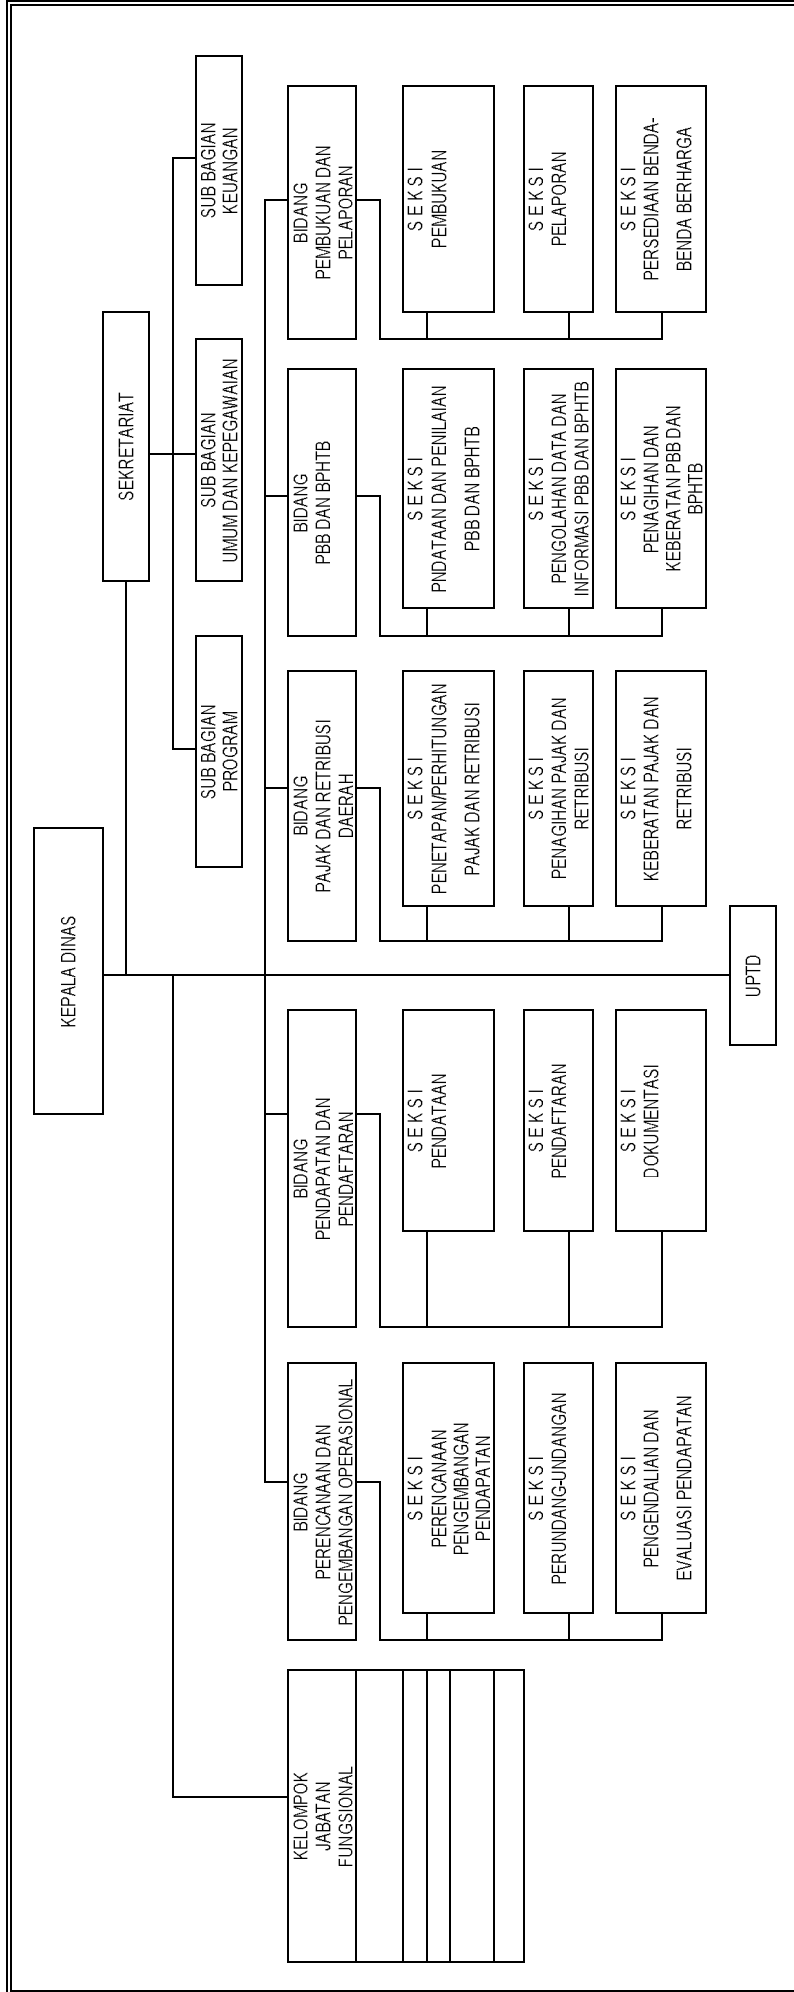 KEPALA DINAS
SEKRETARIAT
SUB BAGIAN
PROGRAM
SUB BAGIAN
UMUM DAN KEPEGAWAIAN
SUB BAGIAN
KEUANGAN
KELOMPOK
JABATAN
FUNGSIONAL
BIDANG
PERENCANAAN DAN
PENGEMBANGAN OPERASIONAL
S E K S I
PERENCANAAN
PENGEMBANGAN
PENDAPATAN
S E K S I
PERUNDANG-UNDANGAN
S E K S I
PENGENDALIAN DAN
EVALUASI PENDAPATAN
BIDANG
PENDAPATAN DAN
PENDAFTARAN
S E K S I
PENDATAAN
S E K S I
PENDAFTARAN
S E K S I
DOKUMENTASI
BIDANG
PAJAK DAN RETRIBUSI
DAERAH
S E K S I
PENETAPAN/PERHITUNGAN
PAJAK DAN RETRIBUSI
S E K S I
PENAGIHAN PAJAK DAN
RETRIBUSI
S E K S I
KEBERATAN PAJAK DAN
RETRIBUSI
BIDANG
PBB DAN BPHTB
S E K S I
PNDATAAN DAN PENILAIAN
PBB DAN BPHTB
S E K S I
PENGOLAHAN DATA DAN
INFORMASI PBB DAN BPHTB
S E K S I
PENAGIHAN DAN
KEBERATAN PBB DAN
BPHTB
BIDANG
PEMBUKUAN DAN
PELAPORAN
S E K S I
PEMBUKUAN
S E K S I
PELAPORAN
S E K S I
PERSEDIAAN BENDA-
BENDA BERHARGA
UPTD